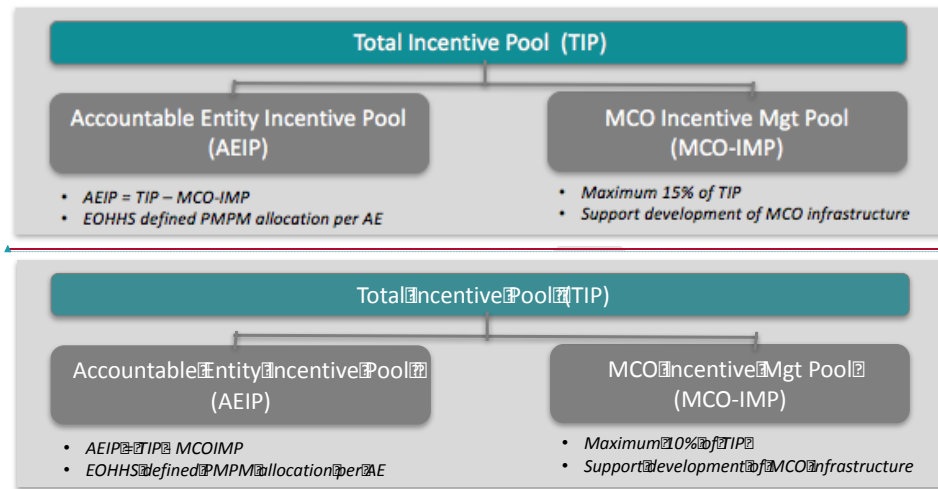 Total Incentive Pool (TIP)
Accountable Entity Incentive Pool
(AEIP)
MCO Incentive Mgt Pool
(MCO-IMP)
• AEIP = TIP – MCO-IMP
• EOHHS defined PMPM allocation per AE
• Maximum 15% of TIP
• Support development of MCO infrastructure
Total Incentive Pool (TIP)
Accountable Entity Incentive Pool
(AEIP)
MCO Incentive Mgt Pool
(MCO-IMP)
• AEIP = TIP MCOIMP
• EOHHS defined PMPM allocation per AE
• Maximum 10% of TIP
• Support development of MCO infrastructure